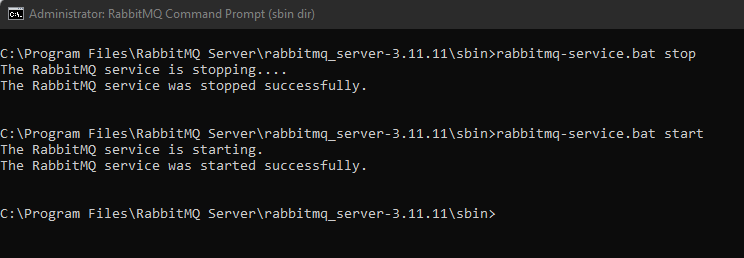 Administrator: RabbitMQ Command Prompt (sbin dir)
C:\Program Files\RabbitMQ Server\rabbitmq_server-3.11.11\sbin>rabbitmq-service.bat stop
The RabbitMQ service is stopping....
The RabbitMQ service was stopped successfully.
C:\Program Files\RabbitMQ Server\rabbitmq_server-3.11.11\sbin>rabbitmq-service.bat start
The RabbitMQ service is starting.
The RabbitMQ service was started successfully.
C:\Program Files\RabbitMQ Server\rabbitmq_server-3.11.11\sbin>